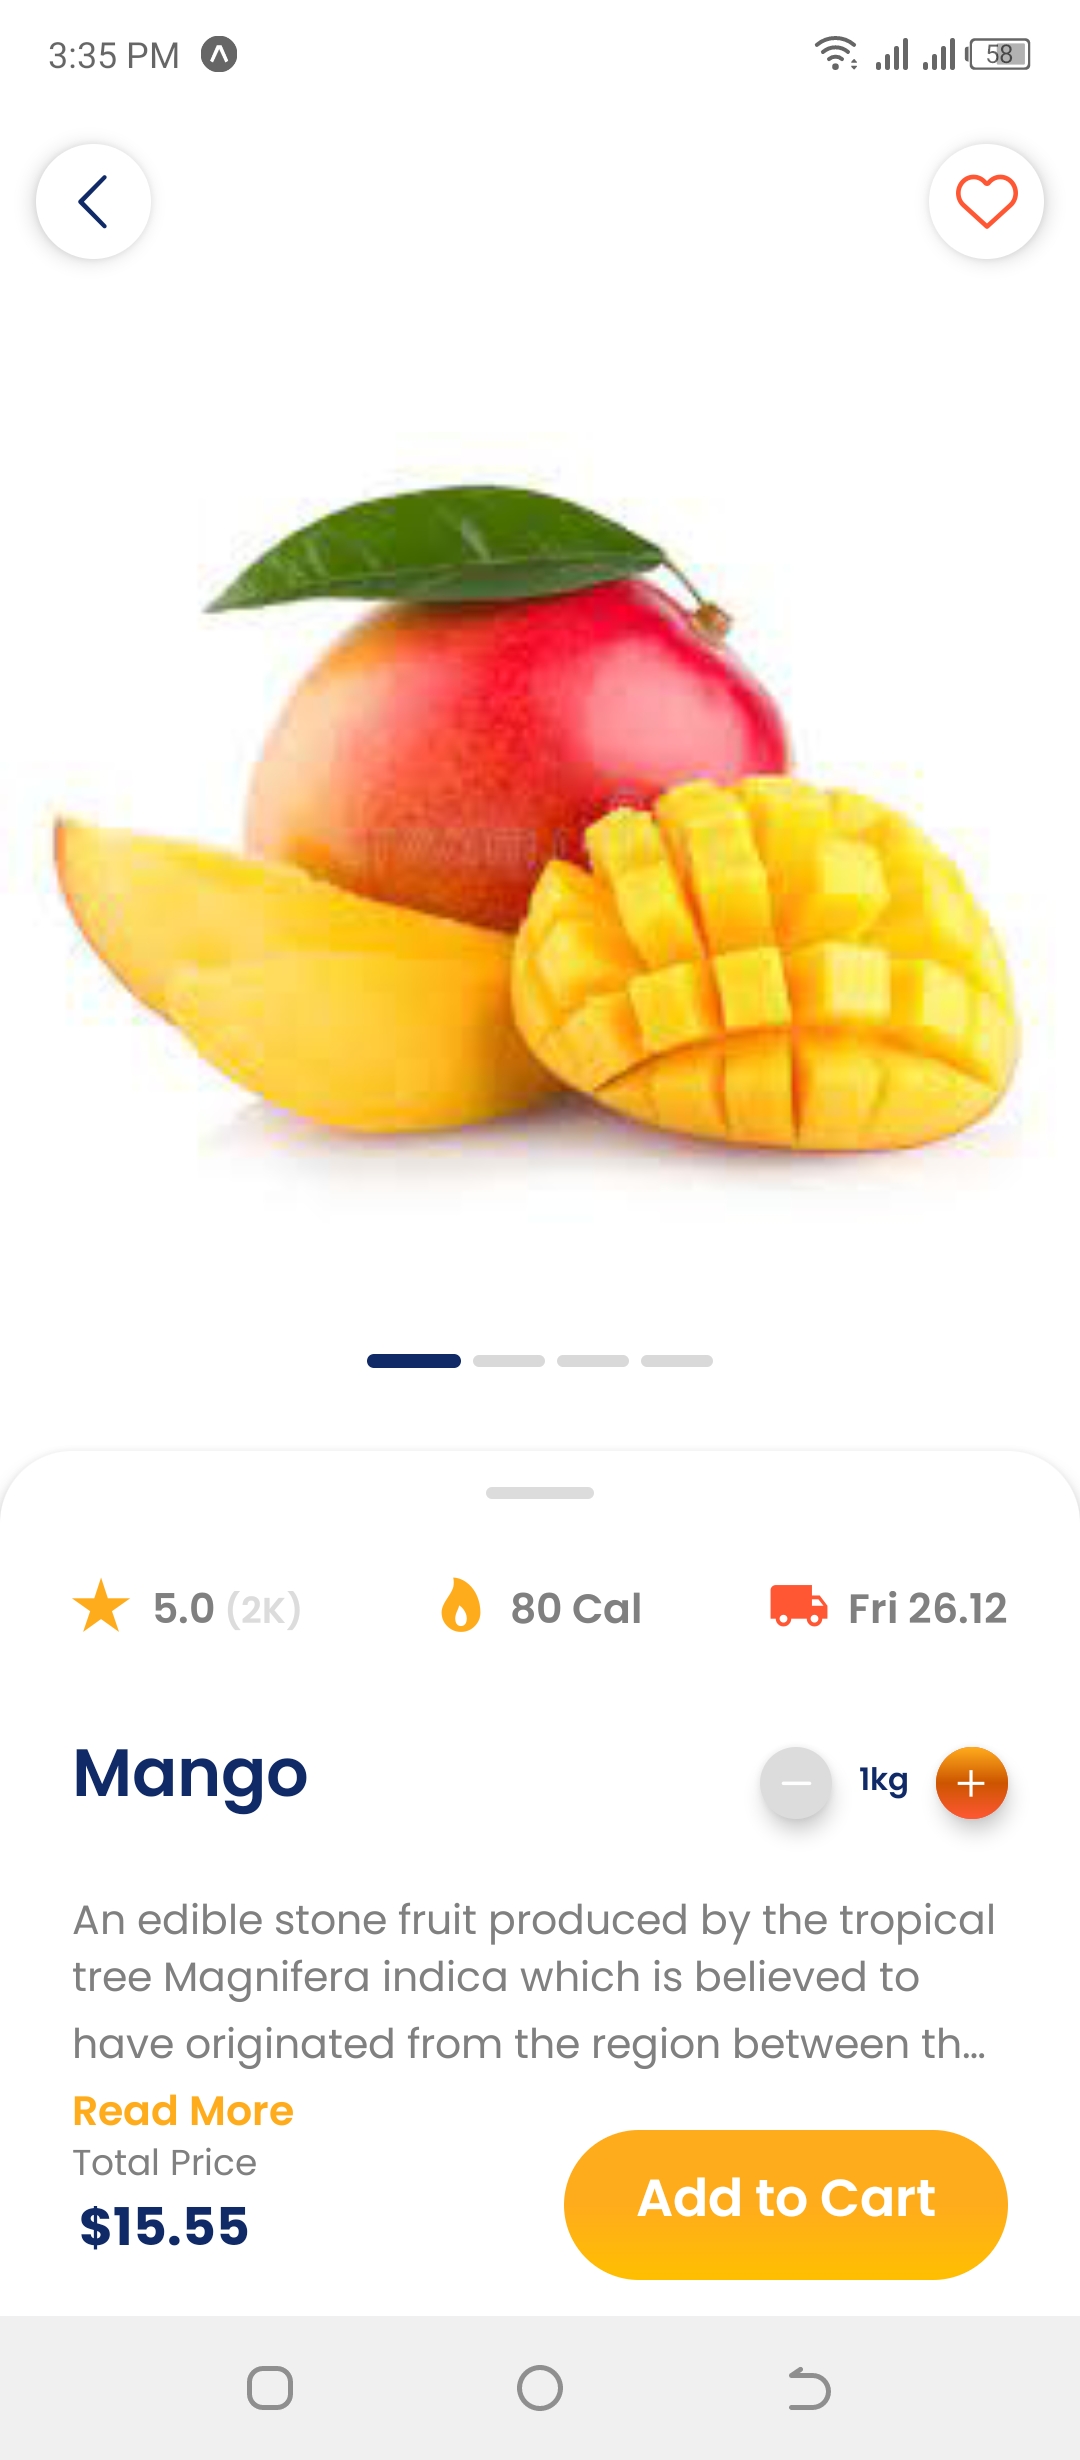 3:35 PM
58
5.0 (2K)
80 Cal
Fri 26.12
Mango
1kg
An edible stone fruit produced by the tropical
tree Magnifera indica which is believed to
have originated from the region between th...
Read More
Total Price
$15.55
Add to Cart